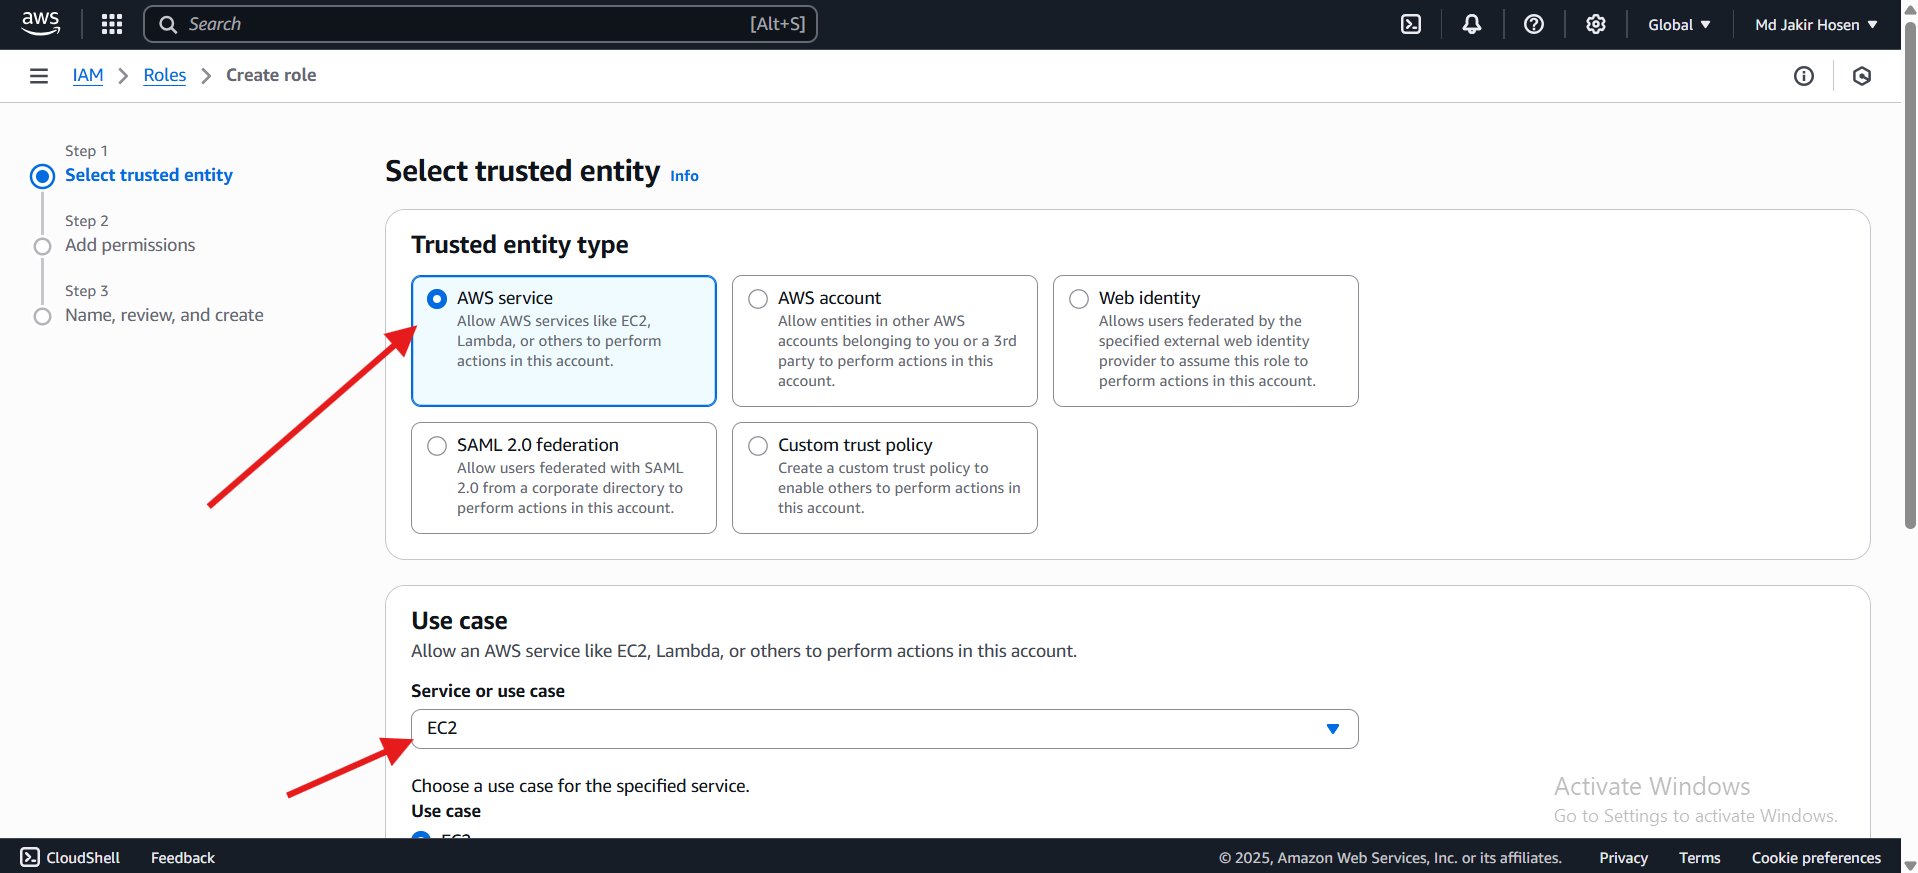 aws
Search [Alt+S]
Global
Md Jakir Hosen
IAM > Roles > Create role
Step 1
Select trusted entity
Step 2
Add permissions
Step 3
Name, review, and create
Select trusted entity Info
Trusted entity type
AWS service
Allow AWS services like EC2,
Lambda, or others to perform
actions in this account.
AWS account
Allow entities in other AWS
accounts belonging to you or a 3rd
party to perform actions in this
account.
Web identity
Allows users federated by the
specified external web identity
provider to assume this role to
perform actions in this account.
SAML 2.0 federation
Allow users federated with SAML
2.0 from a corporate directory to
perform actions in this account.
Custom trust policy
Create a custom trust policy to
enable others to perform actions in
this account.
Use case
Allow an AWS service like EC2, Lambda, or others to perform actions in this account.
Service or use case
EC2
Choose a use case for the specified service.
Use case
EC2
Activate Windows
Go to Settings to activate Windows.
CloudShell
Feedback
© 2025, Amazon Web Services, Inc. or its affiliates.
Privacy
Terms
Cookie preferences